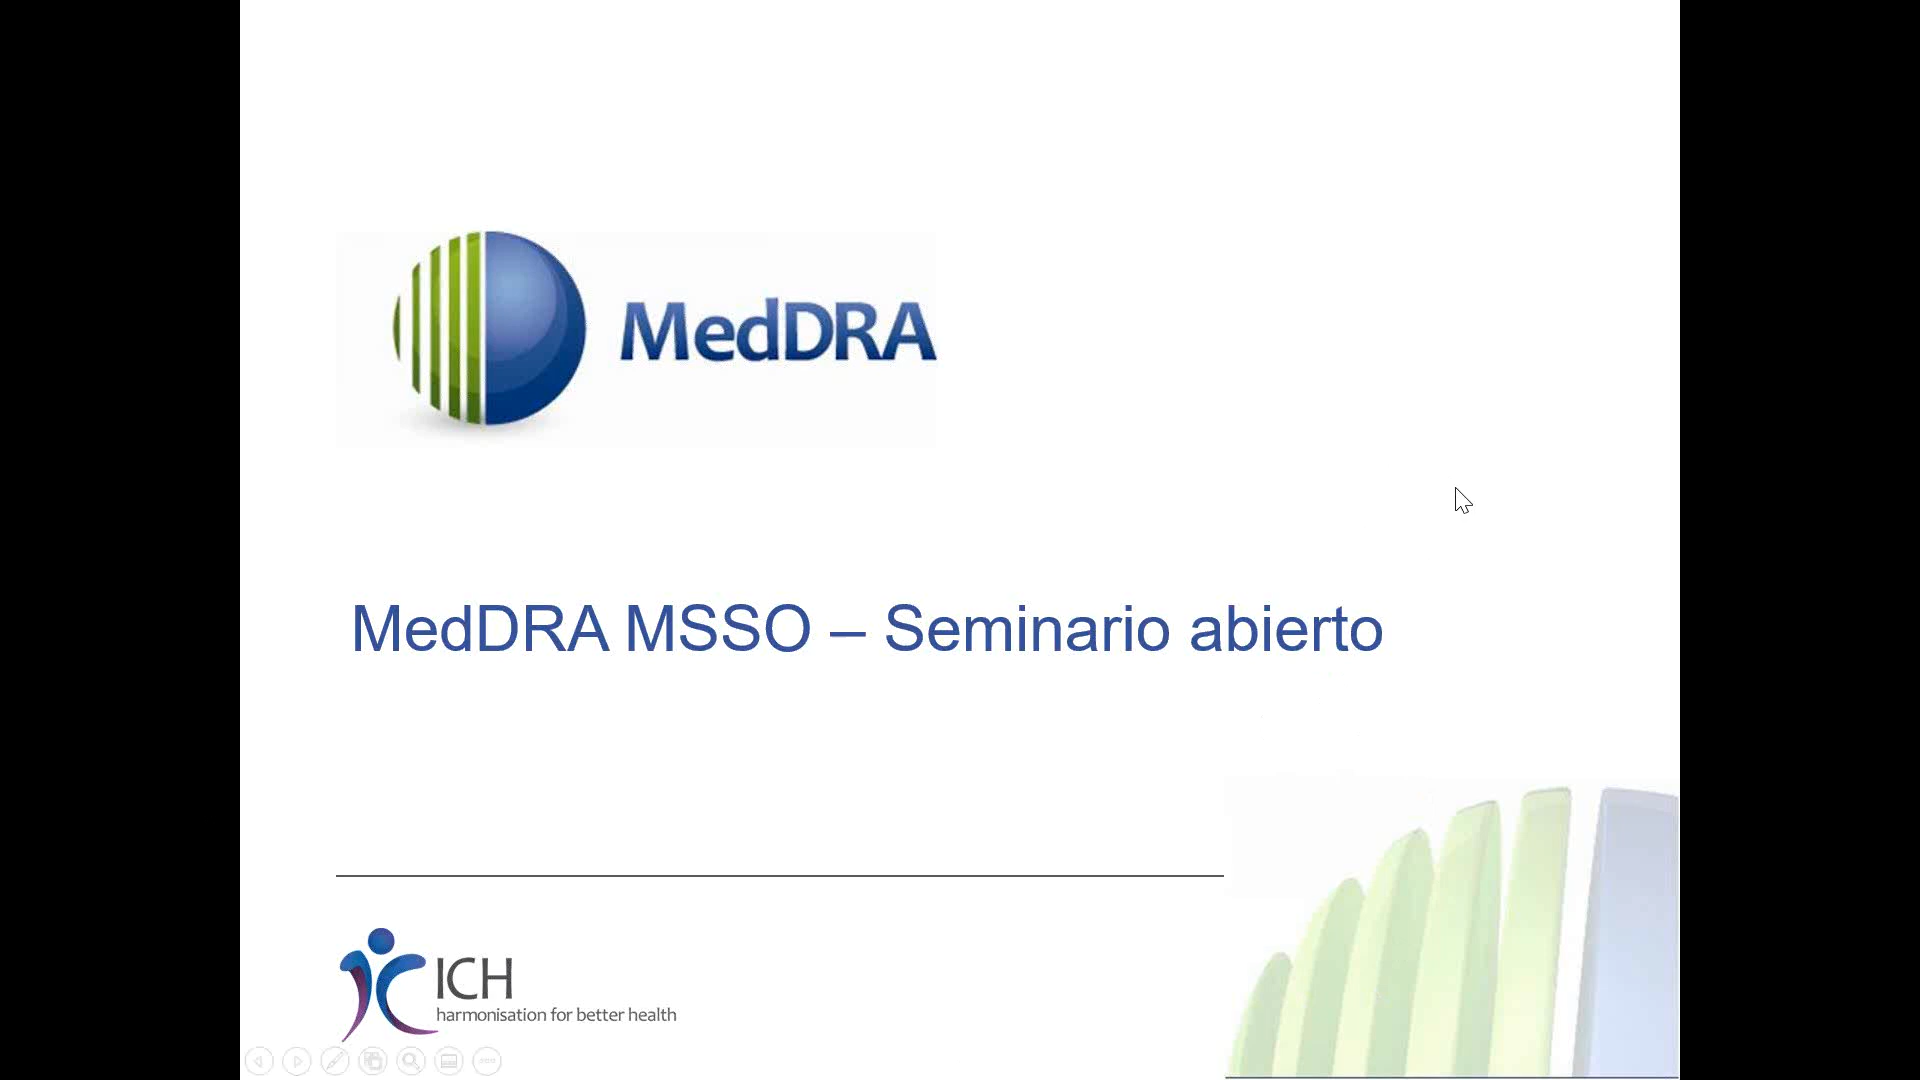 MedDRA
MedDRA MSSO – Seminario abierto
ICH
harmonisation for better health